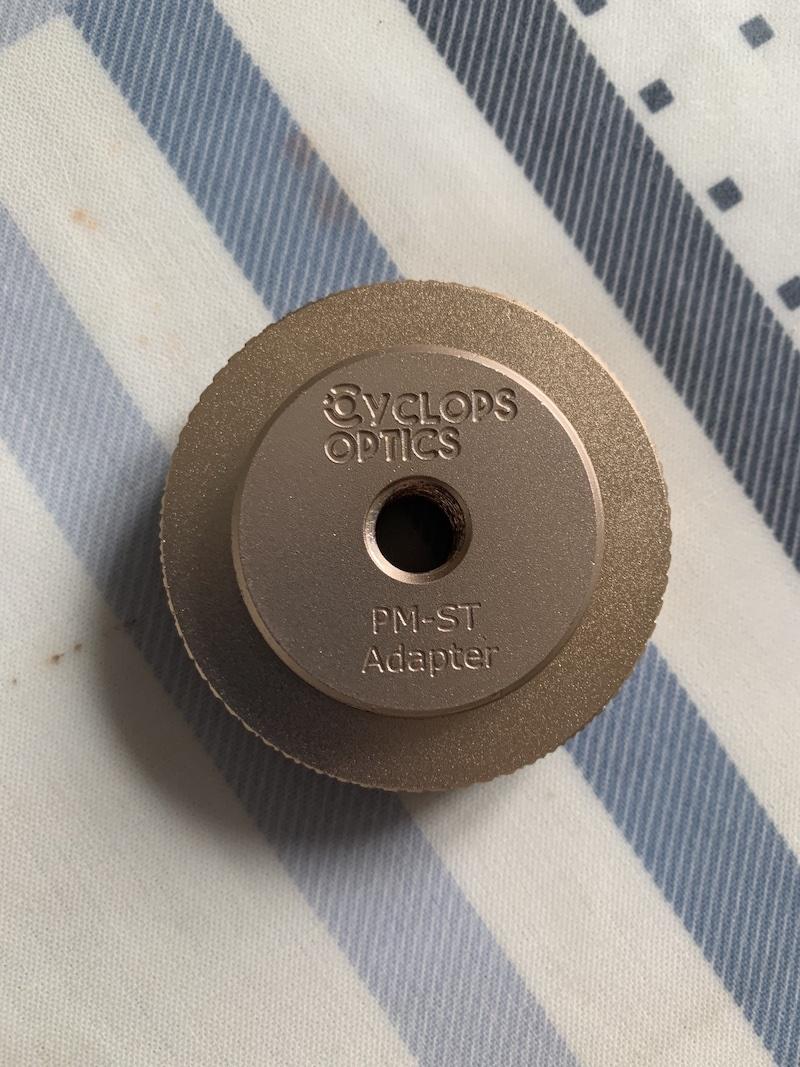 CYCLOPS
OPTICS
PM-ST
Adapter